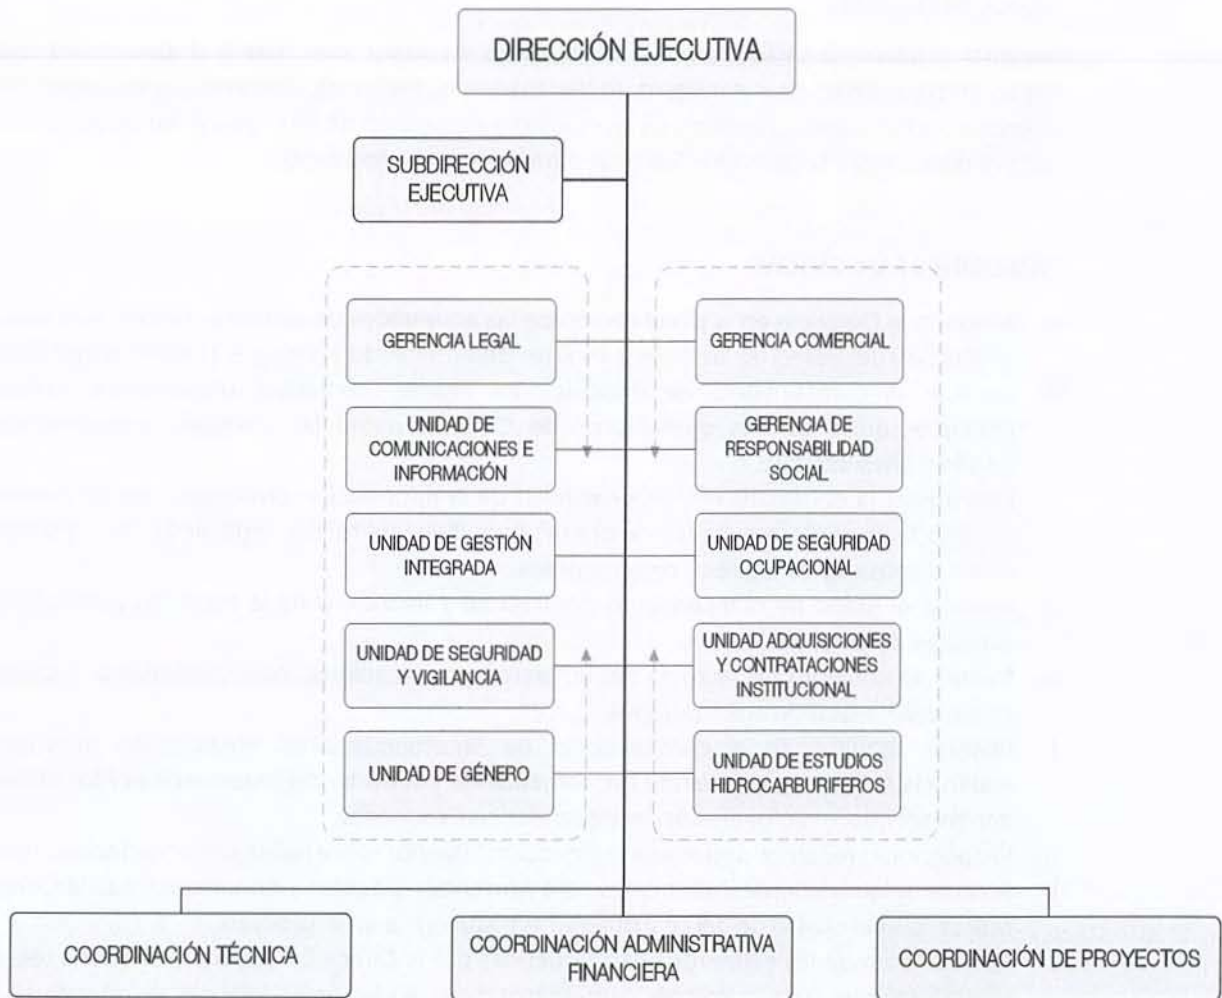 DIRECCIÓN EJECUTIVA
SUBDIRECCIÓN
EJECUTIVA
GERENCIA LEGAL
GERENCIA COMERCIAL
UNIDAD DE
COMUNICACIONES E
INFORMACIÓN
GERENCIA DE
RESPONSABILIDAD
SOCIAL
UNIDAD DE GESTIÓN
INTEGRADA
UNIDAD DE SEGURIDAD
OCUPACIONAL
UNIDAD DE SEGURIDAD
Y VIGILANCIA
UNIDAD ADQUISICIONES
Y CONTRATACIONES
INSTITUCIONAL
UNIDAD DE GÉNERO
UNIDAD DE ESTUDIOS
HIDROCARBURIFEROS
COORDINACIÓN TÉCNICA
COORDINACIÓN ADMINISTRATIVA
FINANCIERA
COORDINACIÓN DE PROYECTOS